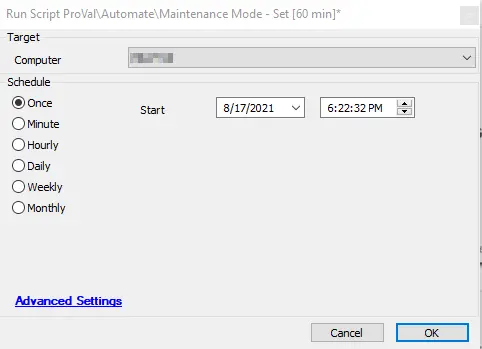 Run Script ProVal\Automate\Maintenance Mode - Set [60 min]*
Target
Computer
Schedule
Once
Start 8/17/2021 6:22:32 PM
Minute
Hourly
Daily
Weekly
Monthly
Advanced Settings
Cancel OK